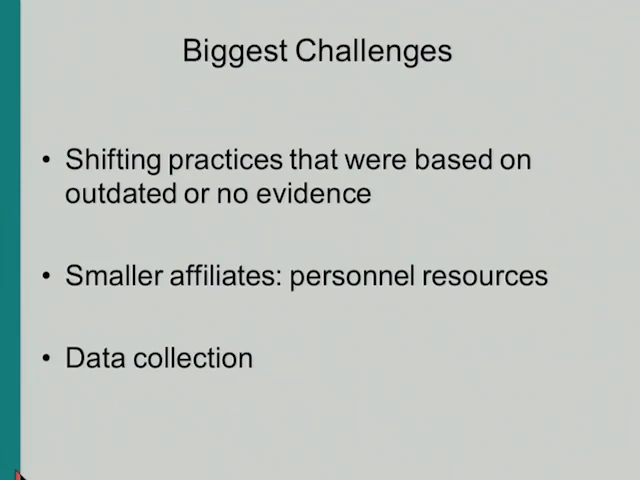 Biggest Challenges
• Shifting practices that were based on
outdated or no evidence
• Smaller affiliates: personnel resources
• Data collection